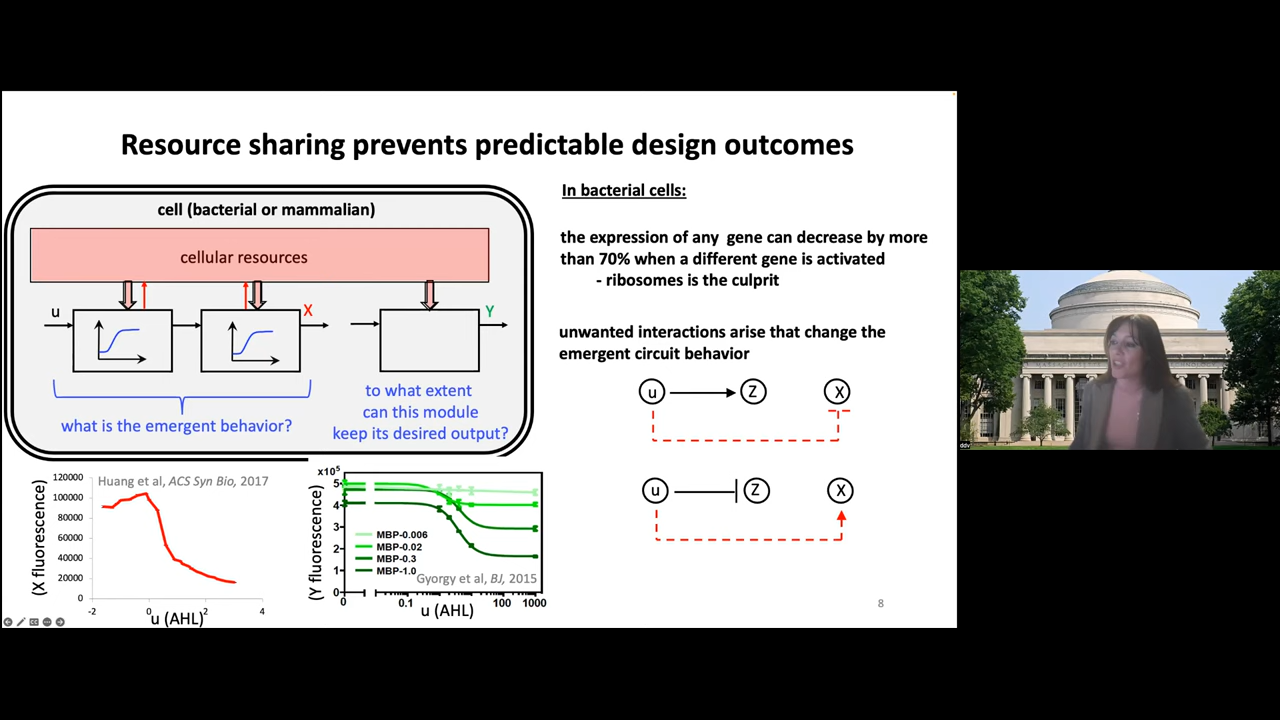 Resource sharing prevents predictable design outcomes
cell (bacterial or mammalian)
cellular resources
u
X
Y
what is the emergent behavior?
to what extent
can this module
keep its desired output?
In bacterial cells:
the expression of any gene can decrease by more
than 70% when a different gene is activated
- ribosomes is the culprit
unwanted interactions arise that change the
emergent circuit behavior
u
Z
X
u
Z
X
Huang et al, ACS Syn Bio, 2017
(X fluorescence)
120000
100000
80000
60000
40000
20000
0
-2
0
2
4
u (AHL)
x10⁵
(Y fluorescence)
5
4
3
2
1
0
MBP-0.006
MBP-0.02
MBP-0.3
MBP-1.0
Gyorgy et al, BJ, 2015
0
0.1
10
100
1000
u (AHL)
8
ddv